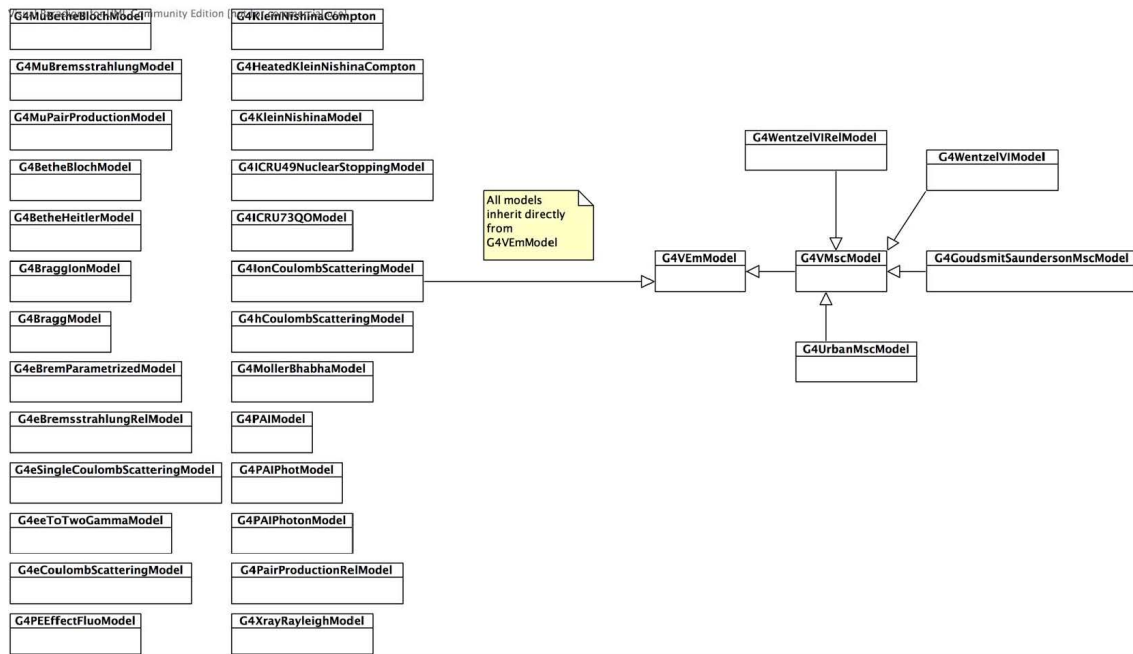 G4MuBetheBlochModel
Community Edition
G4KleinNishinaCompton
G4MuBremsstrahlungModel
G4HeatedKleinNishinaCompton
G4MuPairProductionModel
G4KleinNishinaModel
G4BetheBlochModel
G4ICRU49NuclearStoppingModel
G4BetheHeitlerModel
G4ICRU73QOModel
G4BraggIonModel
G4IonCoulombScatteringModel
G4BraggModel
G4hCoulombScatteringModel
G4eBremParametrizedModel
G4MollerBhabhaModel
G4eBremsstrahlungRelModel
G4PAIModel
G4eSingleCoulombScatteringModel
G4PAIPhotModel
G4eeToTwoGammaModel
G4PAIPhotonModel
G4eCoulombScatteringModel
G4PairProductionRelModel
G4PEEffectFluoModel
G4XrayRayleighModel
All models
inherit directly
from
G4VEmModel
G4WentzelVIRelModel
G4WentzelVIModel
G4VEmModel
G4VMscModel
G4GoudsmitSaundersonMscModel
G4UrbanMscModel